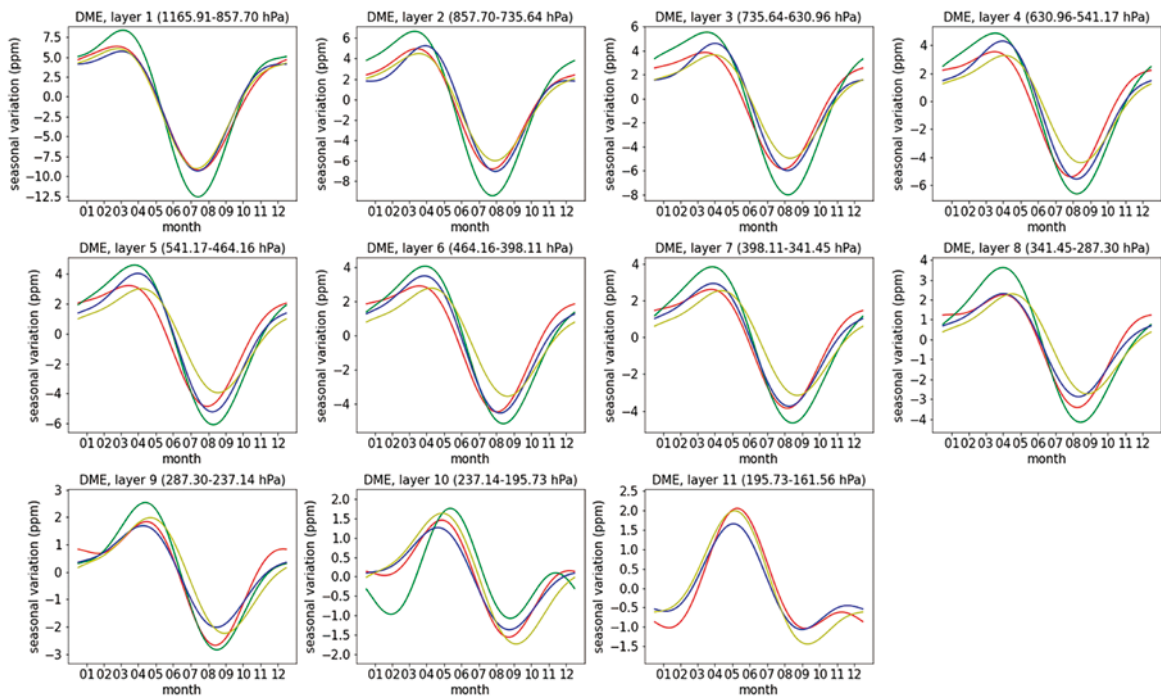 DME, layer 1 (1165.91-857.70 hPa)
seasonal variation (ppm)
7.5
5.0
2.5
0.0
−2.5
−5.0
−7.5
−10.0
−12.5
01 02 03 04 05 06 07 08 09 10 11 12
month
DME, layer 2 (857.70-735.64 hPa)
seasonal variation (ppm)
6
4
2
0
−2
−4
−6
−8
01 02 03 04 05 06 07 08 09 10 11 12
month
DME, layer 3 (735.64-630.96 hPa)
seasonal variation (ppm)
6
4
2
0
−2
−4
−6
−8
01 02 03 04 05 06 07 08 09 10 11 12
month
DME, layer 4 (630.96-541.17 hPa)
seasonal variation (ppm)
4
2
0
−2
−4
−6
01 02 03 04 05 06 07 08 09 10 11 12
month
DME, layer 5 (541.17-464.16 hPa)
seasonal variation (ppm)
4
2
0
−2
−4
−6
01 02 03 04 05 06 07 08 09 10 11 12
month
DME, layer 6 (464.16-398.11 hPa)
seasonal variation (ppm)
4
2
0
−2
−4
01 02 03 04 05 06 07 08 09 10 11 12
month
DME, layer 7 (398.11-341.45 hPa)
seasonal variation (ppm)
4
2
0
−2
−4
01 02 03 04 05 06 07 08 09 10 11 12
month
DME, layer 8 (341.45-287.30 hPa)
seasonal variation (ppm)
4
3
2
1
0
−1
−2
−3
−4
01 02 03 04 05 06 07 08 09 10 11 12
month
DME, layer 9 (287.30-237.14 hPa)
seasonal variation (ppm)
3
2
1
0
−1
−2
−3
01 02 03 04 05 06 07 08 09 10 11 12
month
DME, layer 10 (237.14-195.73 hPa)
seasonal variation (ppm)
2.0
1.5
1.0
0.5
0.0
−0.5
−1.0
−1.5
−2.0
01 02 03 04 05 06 07 08 09 10 11 12
month
DME, layer 11 (195.73-161.56 hPa)
seasonal variation (ppm)
2.5
2.0
1.5
1.0
0.5
0.0
−0.5
−1.0
−1.5
01 02 03 04 05 06 07 08 09 10 11 12
month